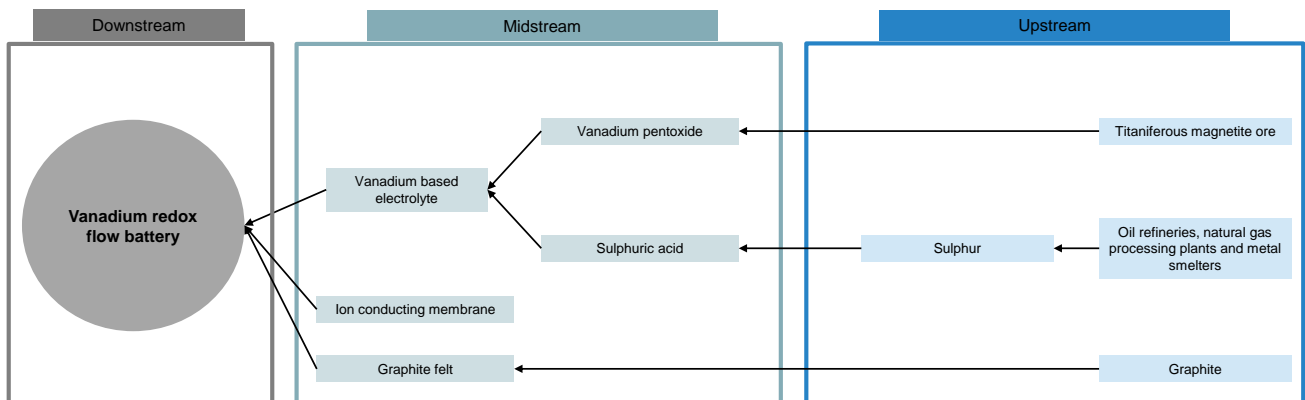 Downstream
Midstream
Upstream
Vanadium pentoxide
Titaniferous magnetite ore
Vanadium based
electrolyte
Vanadium redox
flow battery
Sulphuric acid
Sulphur
Oil refineries, natural gas
processing plants and metal
smelters
Ion conducting membrane
Graphite felt
Graphite